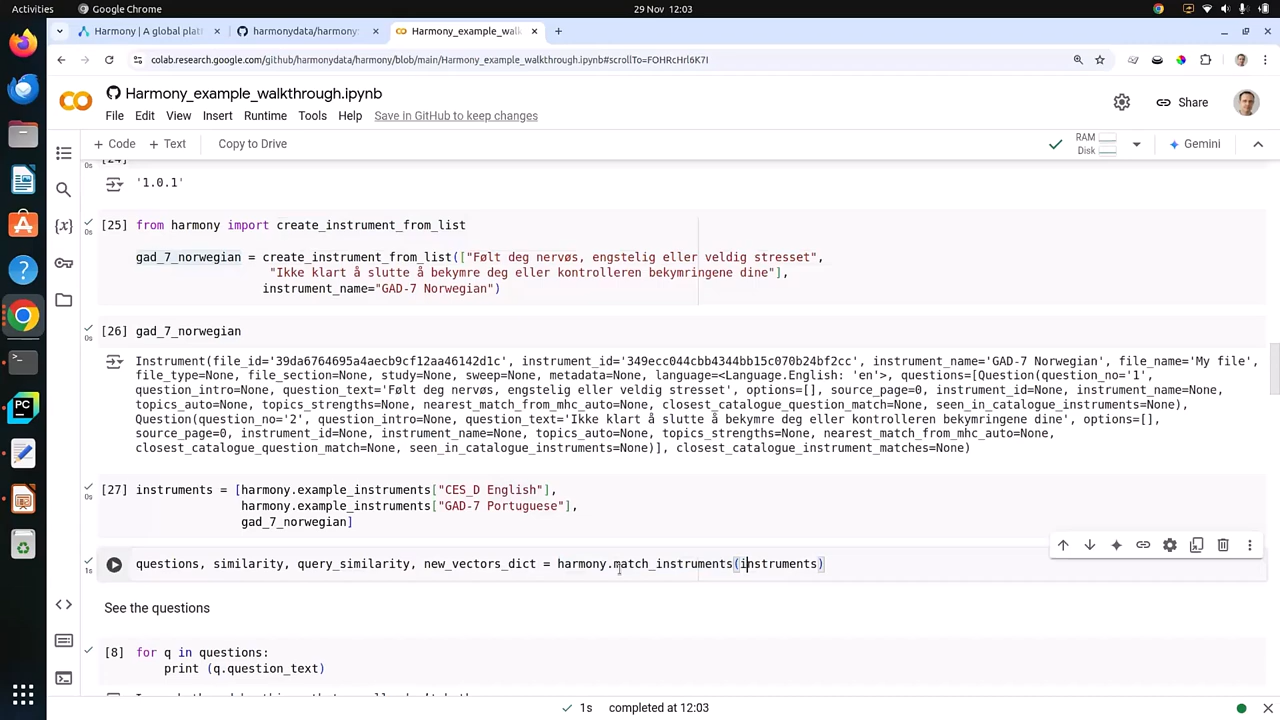 Activities
Google Chrome
29 Nov 12:03
Harmony | A global plat
harmonydata/harmony:
Harmony_example_walk
colab.research.google.com/github/harmonydata/harmony/blob/main/Harmony_example_walkthrough.ipynb#scrollTo=FOHRcHrl6K7I
Harmony_example_walkthrough.ipynb
Share
File Edit View Insert Runtime Tools Help Save in GitHub to keep changes
+ Code + Text Copy to Drive
RAM
Disk
Gemini
0s
'1.0.1'
[25] from harmony import create_instrument_from_list
0s
gad_7_norwegian = create_instrument_from_list(["Følt deg nervøs, engstelig eller veldig stresset",
"Ikke klart å slutte å bekymre deg eller kontrolleren bekymringene dine"],
instrument_name="GAD-7 Norwegian")
[26] gad_7_norwegian
0s
Instrument(file_id='39da6764695a4aecb9cf12aa46142d1c', instrument_id='349ecc044cbb4344bb15c070b24bf2cc', instrument_name='GAD-7 Norwegian', file_name='My file',
file_type=None, file_section=None, study=None, sweep=None, metadata=None, language=<Language.English: 'en'>, questions=[Question(question_no='1',
question_intro=None, question_text='Følt deg nervøs, engstelig eller veldig stresset', options=[], source_page=0, instrument_id=None, instrument_name=None,
topics_auto=None, topics_strengths=None, nearest_match_from_mhc_auto=None, closest_catalogue_question_match=None, seen_in_catalogue_instruments=None),
Question(question_no='2', question_intro=None, question_text='Ikke klart å slutte å bekymre deg eller kontrolleren bekymringene dine', options=[],
source_page=0, instrument_id=None, instrument_name=None, topics_auto=None, topics_strengths=None, nearest_match_from_mhc_auto=None,
closest_catalogue_question_match=None, seen_in_catalogue_instruments=None)], closest_catalogue_instrument_matches=None)
[27] instruments = [harmony.example_instruments["CES_D English"],
0s
harmony.example_instruments["GAD-7 Portuguese"],
gad_7_norwegian]
questions, similarity, query_similarity, new_vectors_dict = harmony.match_instruments(instruments)
1s
See the questions
[8] for q in questions:
print (q.question_text)
1s completed at 12:03